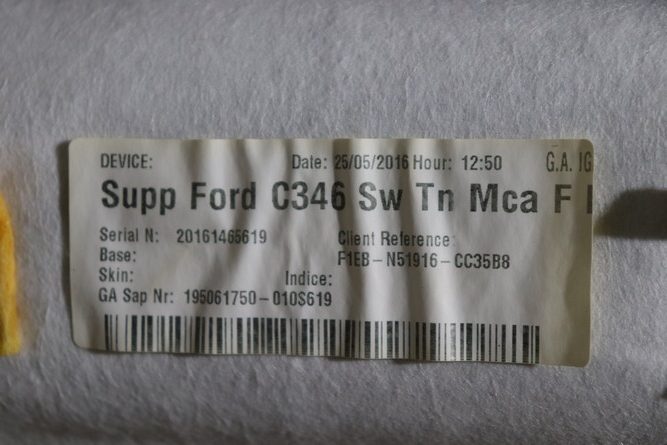 DEVICE: Date: 25/05/2016 Hour: 12:50 G.A. IG
Supp Ford C346 Sw Tn Mca F
Serial N: 20161465619 Client Reference:
Base: F1EB-N51916-CC35B8
Skin: Indice:
GA Sap Nr: 195061750-010S619